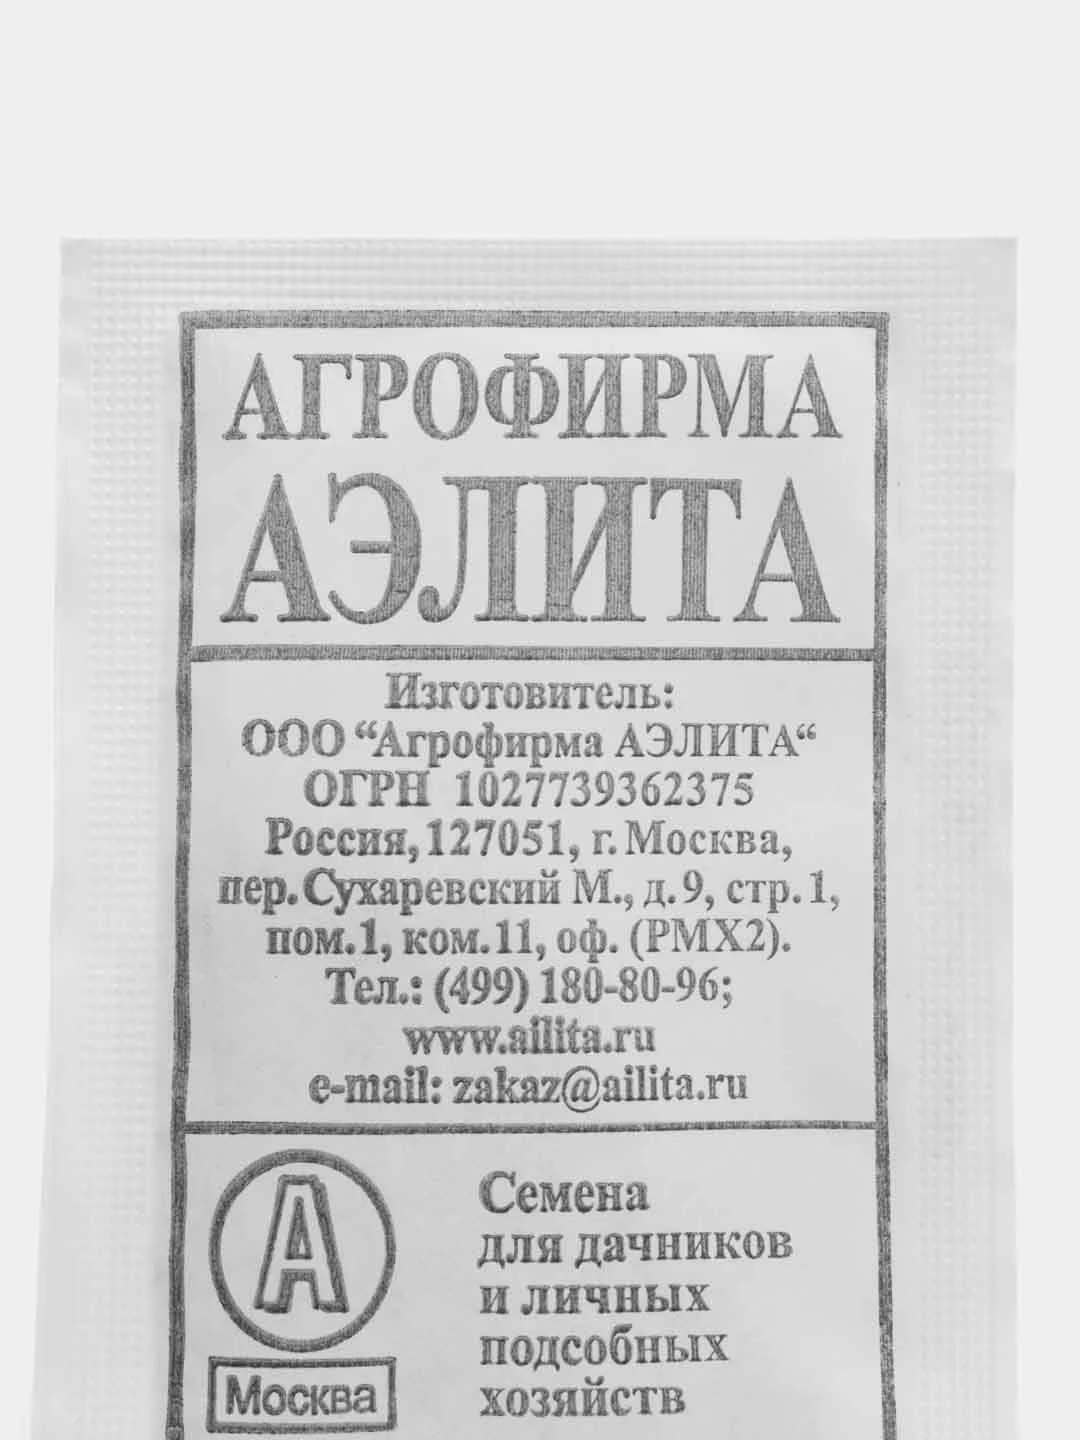 АГРОФИРМА
АЭЛИТА
Изготовитель:
ООО “Агрофирма АЭЛИТА“
ОГРН 1027739362375
Россия, 127051, г. Москва,
пер. Сухаревский М., д. 9, стр. 1,
пом. 1, ком. 11, оф. (РМХ2).
Тел.: (499) 180-80-96;
www.ailita.ru
e-mail: zakaz@ailita.ru
А
Москва
Семена
для дачников
и личных
подсобных
хозяйств